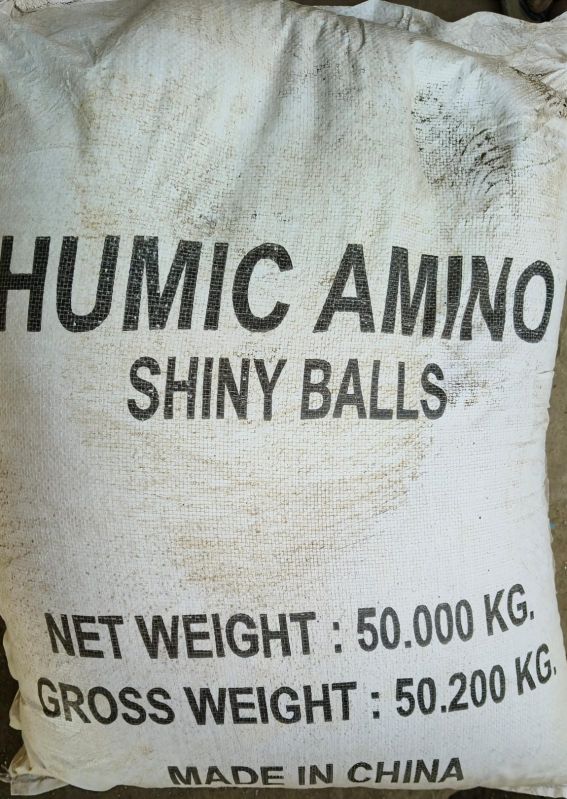 HUMIC AMINO
SHINY BALLS
NET WEIGHT : 50.000 KG.
GROSS WEIGHT : 50.200 KG.
MADE IN CHINA